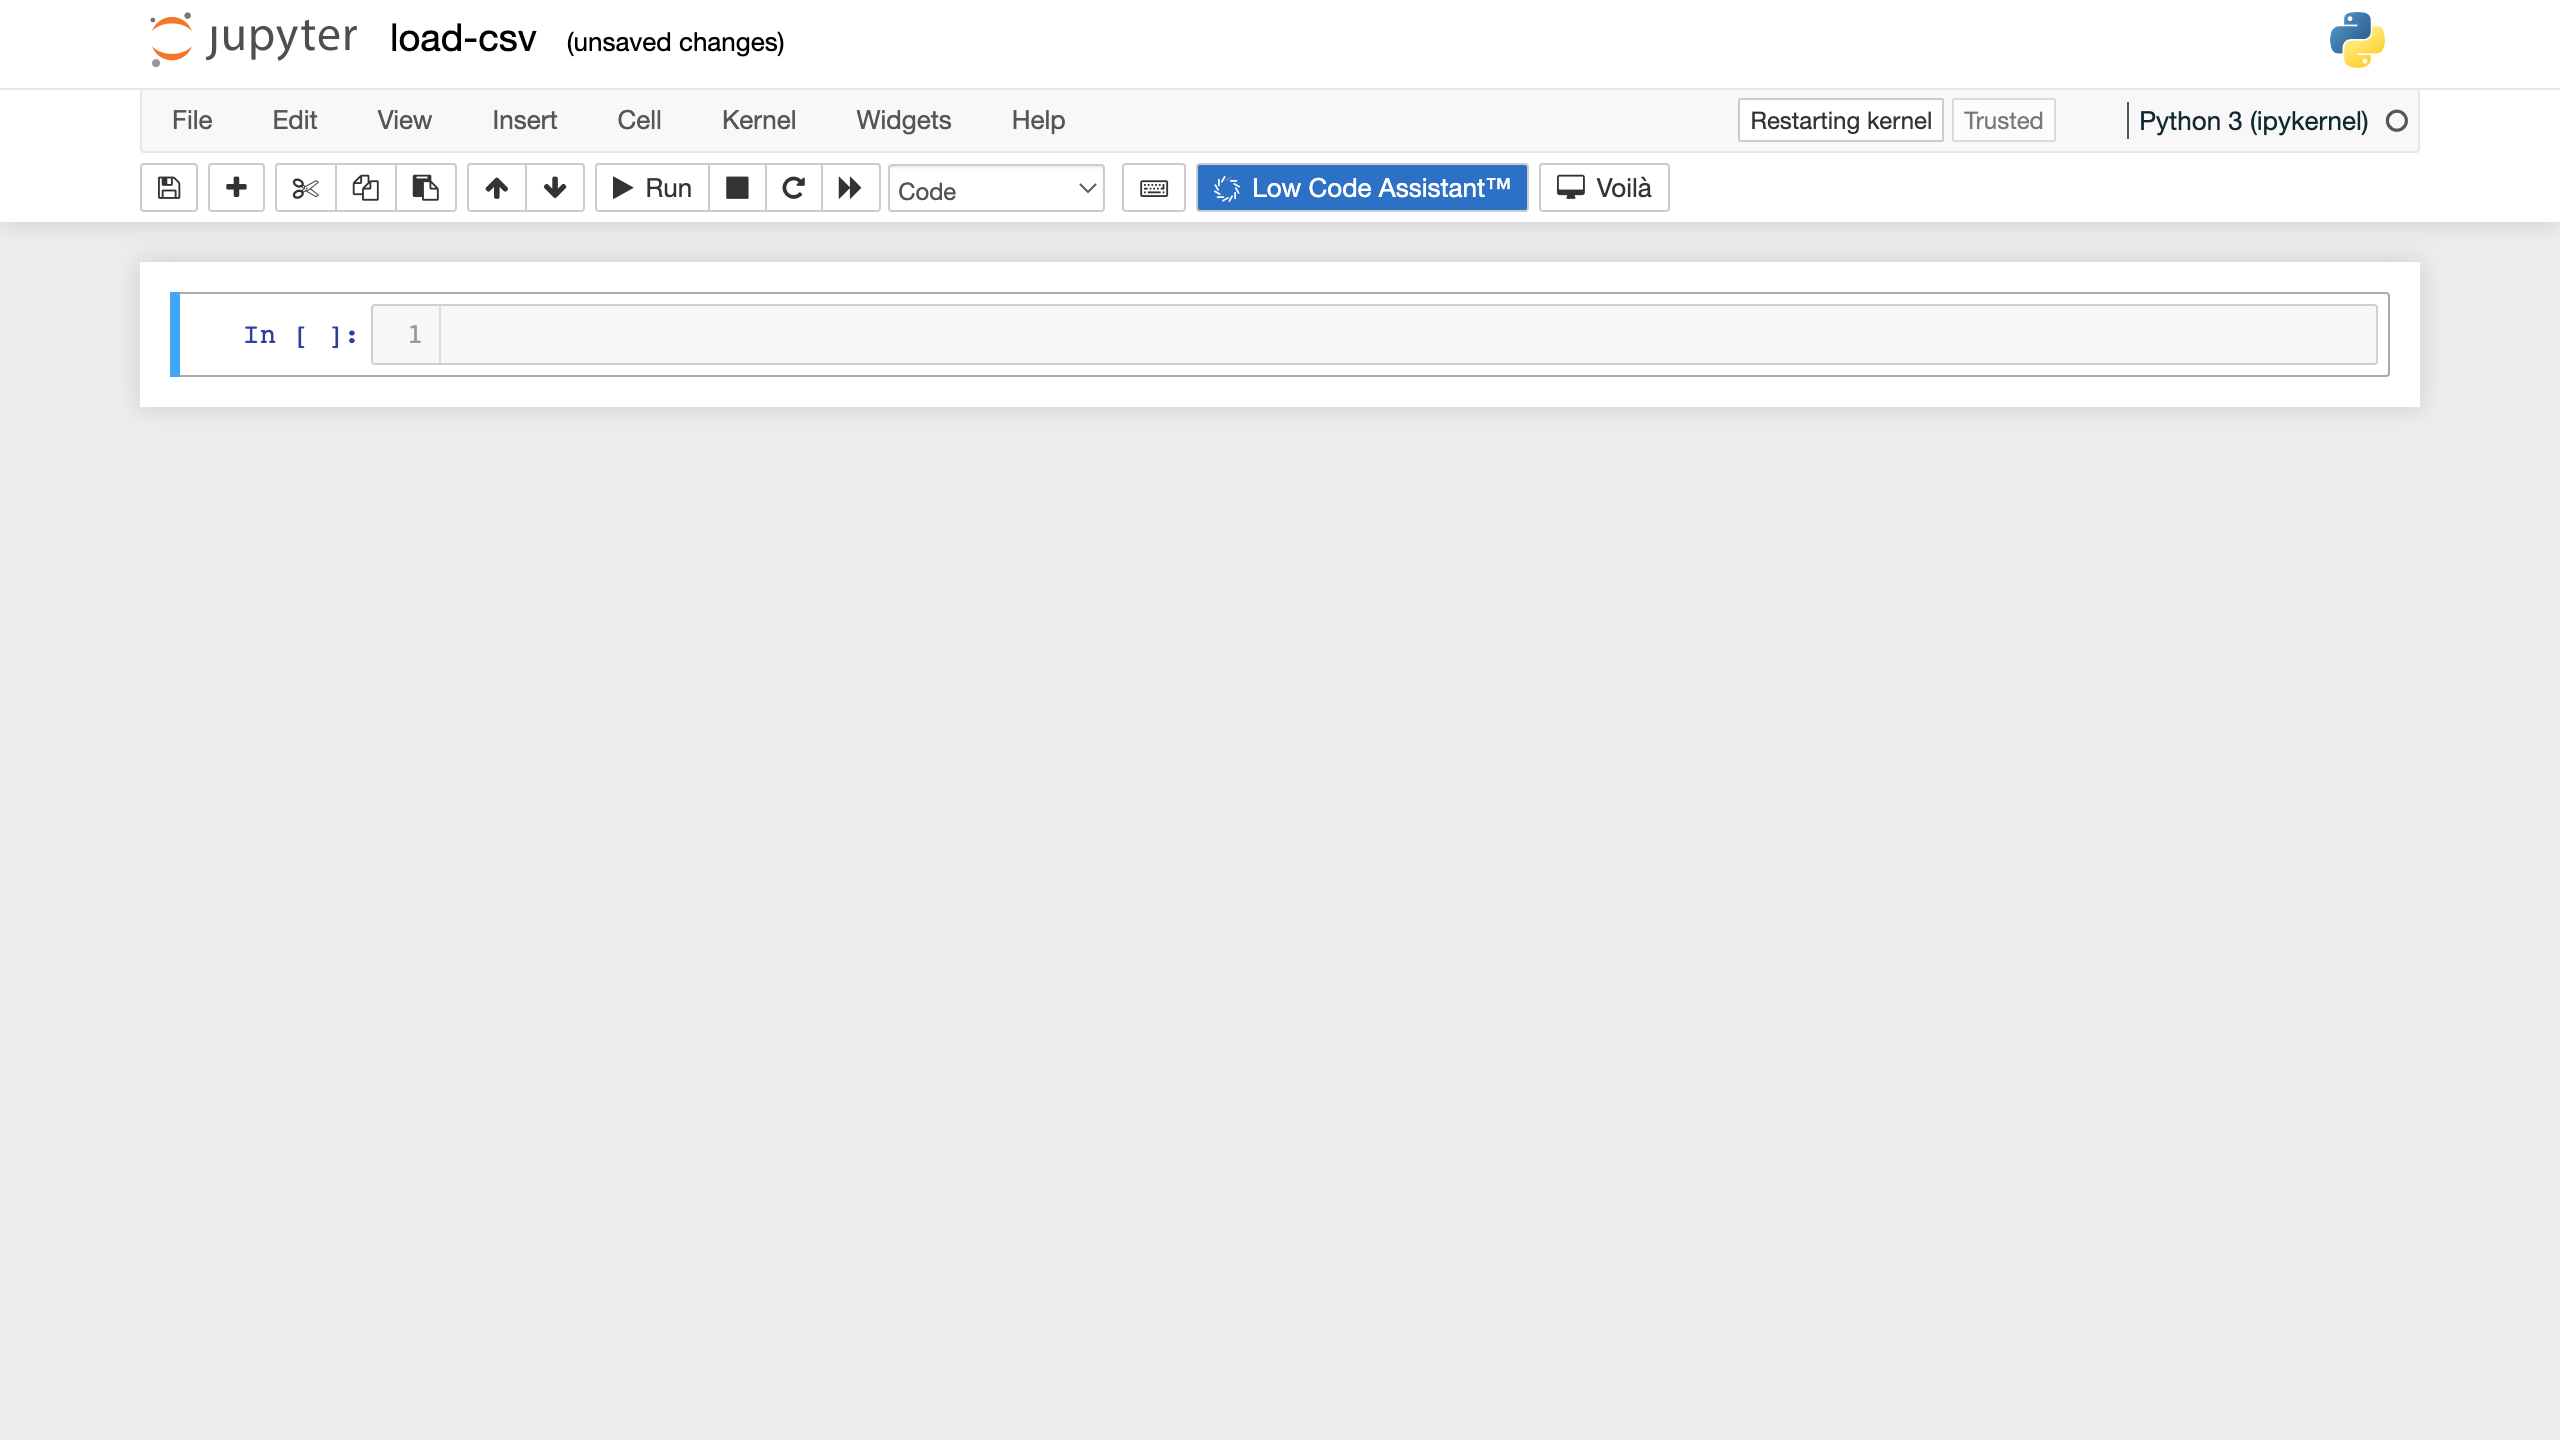 jupyter load-csv (unsaved changes)
File Edit View Insert Cell Kernel Widgets Help Restarting kernel Trusted Python 3 (ipykernel)
Run Code Low Code Assistant™ Voilà
In [ ]: 1